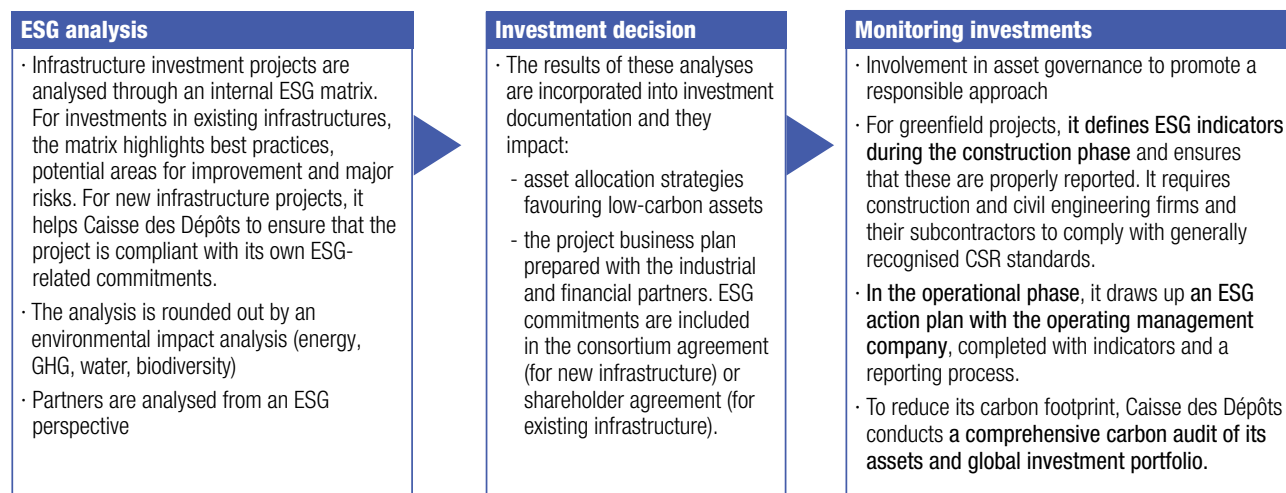 ESG analysis
· Infrastructure investment projects are
analysed through an internal ESG matrix.
For investments in existing infrastructures,
the matrix highlights best practices,
potential areas for improvement and major
risks. For new infrastructure projects, it
helps Caisse des Dépôts to ensure that the
project is compliant with its own ESG-
related commitments.
· The analysis is rounded out by an
environmental impact analysis (energy,
GHG, water, biodiversity)
· Partners are analysed from an ESG
perspective
Investment decision
· The results of these analyses
are incorporated into investment
documentation and they
impact:
- asset allocation strategies
favouring low-carbon assets
- the project business plan
prepared with the industrial
and financial partners. ESG
commitments are included
in the consortium agreement
(for new infrastructure) or
shareholder agreement (for
existing infrastructure).
Monitoring investments
· Involvement in asset governance to promote a
responsible approach
· For greenfield projects, it defines ESG indicators
during the construction phase and ensures
that these are properly reported. It requires
construction and civil engineering firms and
their subcontractors to comply with generally
recognised CSR standards.
· In the operational phase, it draws up an ESG
action plan with the operating management
company, completed with indicators and a
reporting process.
· To reduce its carbon footprint, Caisse des Dépôts
conducts a comprehensive carbon audit of its
assets and global investment portfolio.